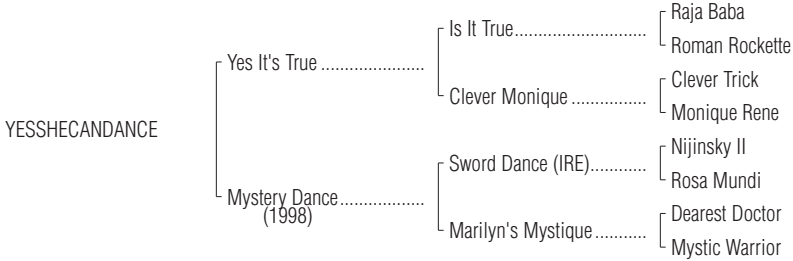 Raja Baba
Is It True..............................
Roman Rockette
Yes It's True ......................
Clever Trick
Clever Monique ................
Monique Rene
YESSHECANDANCE
Nijinsky II
Sword Dance (IRE)............
Rosa Mundi
Mystery Dance..................
(1998)
Dearest Doctor
Marilyn's Mystique ...........
Mystic Warrior